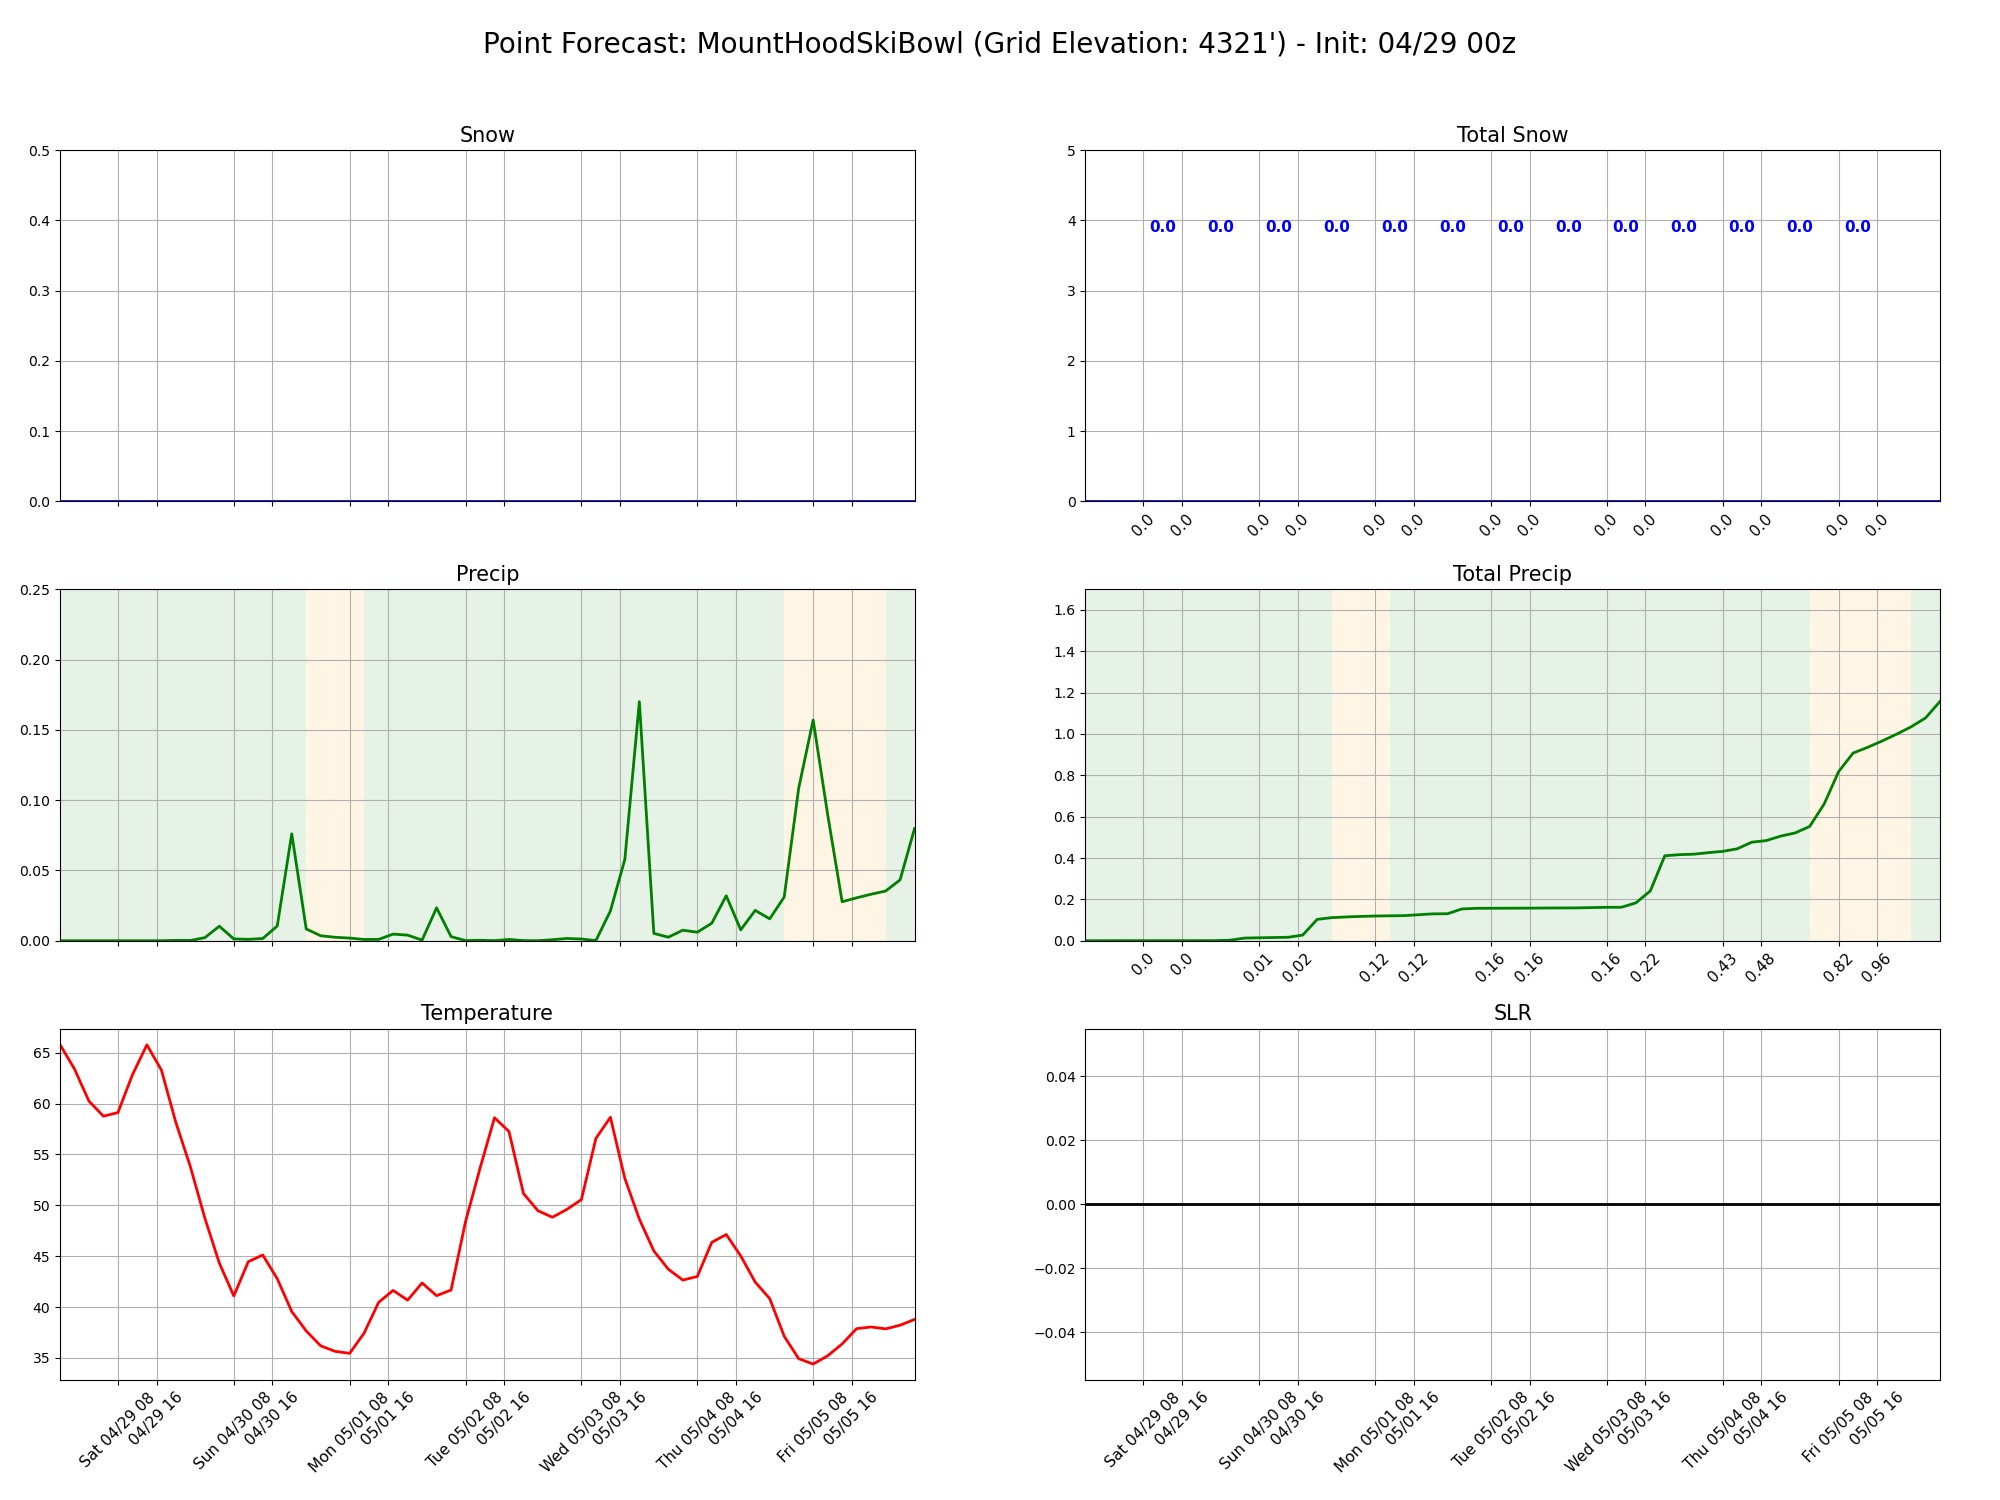 Point Forecast: MountHoodSkiBowl (Grid Elevation: 4321') - Init: 04/29 00z
Snow
0.5
0.4
0.3
0.2
0.1
0.0
Total Snow
5
4
3
2
1
0
0.0 0.0 0.0 0.0 0.0 0.0 0.0 0.0 0.0 0.0 0.0 0.0 0.0
0.0 0.0 0.0 0.0 0.0 0.0 0.0 0.0 0.0 0.0 0.0 0.0 0.0 0.0
Precip
0.25
0.20
0.15
0.10
0.05
0.00
Total Precip
1.6
1.4
1.2
1.0
0.8
0.6
0.4
0.2
0.0
0.0 0.0 0.01 0.02 0.12 0.12 0.16 0.16 0.16 0.22 0.43 0.48 0.82 0.96
Temperature
65
60
55
50
45
40
35
Sat 04/29 08
04/29 16
Sun 04/30 08
04/30 16
Mon 05/01 08
05/01 16
Tue 05/02 08
05/02 16
Wed 05/03 08
05/03 16
Thu 05/04 08
05/04 16
Fri 05/05 08
05/05 16
SLR
0.04
0.02
0.00
−0.02
−0.04
Sat 04/29 08
04/29 16
Sun 04/30 08
04/30 16
Mon 05/01 08
05/01 16
Tue 05/02 08
05/02 16
Wed 05/03 08
05/03 16
Thu 05/04 08
05/04 16
Fri 05/05 08
05/05 16